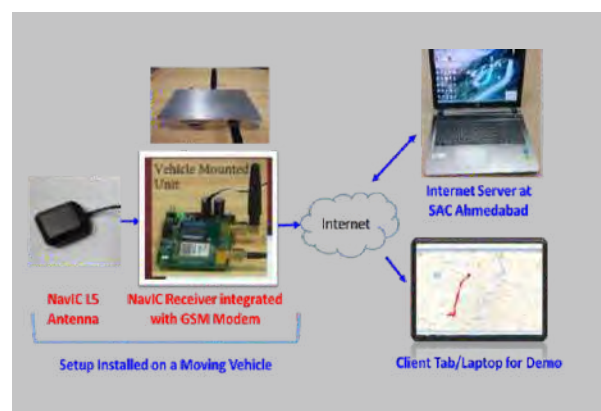 Vehicle Mounted
Unit
Internet
Internet Server at
SAC Ahmedabad
NavIC L5
Antenna
NavIC Receiver integrated
with GSM Modem
Setup Installed on a Moving Vehicle
Client Tab/Laptop for Demo